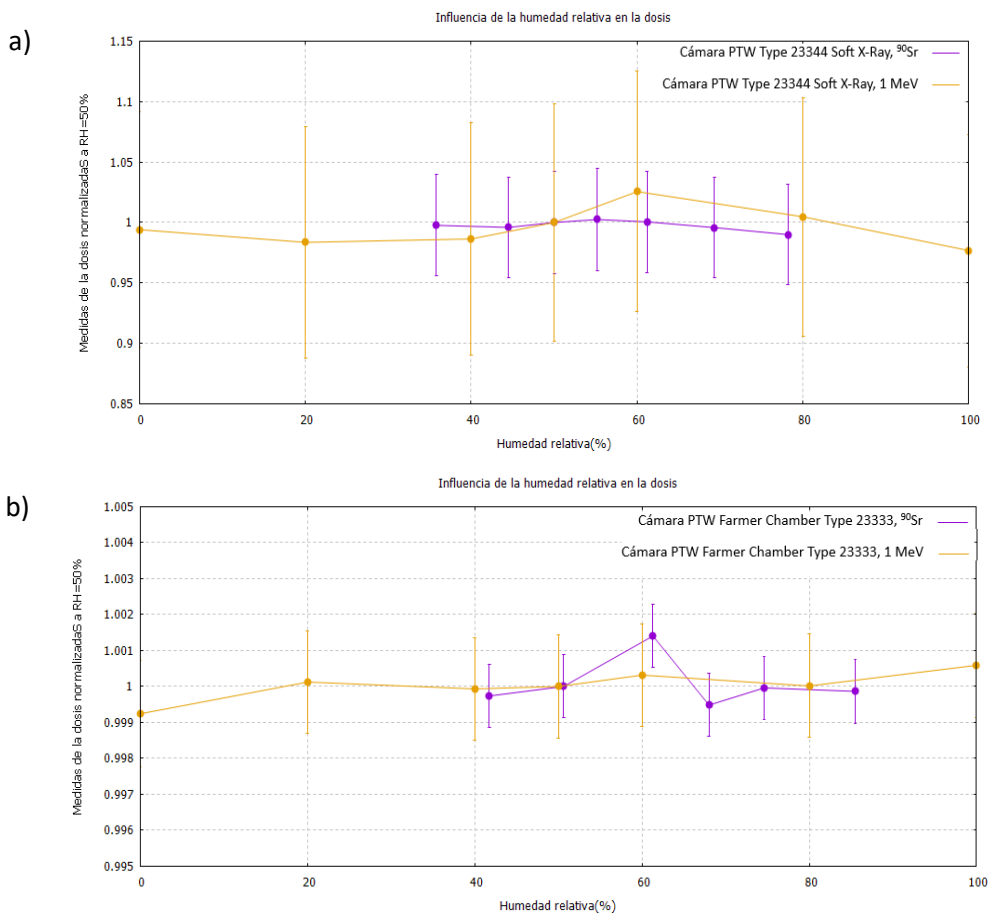 a)
Influencia de la humedad relativa en la dosis
Cámara PTW Type 23344 Soft X-Ray, ⁹⁰Sr
Cámara PTW Type 23344 Soft X-Ray, 1 MeV
Medidas de la dosis normalizadaS a RH=50%
1.15
1.1
1.05
1
0.95
0.9
0.85
0 20 40 60 80 100
Humedad relativa(%)
b)
Influencia de la humedad relativa en la dosis
Cámara PTW Farmer Chamber Type 23333, ⁹⁰Sr
Cámara PTW Farmer Chamber Type 23333, 1 MeV
Medidas de la dosis normalizadaS a RH=50%
1.005
1.004
1.003
1.002
1.001
1
0.999
0.998
0.997
0.996
0.995
0 20 40 60 80 100
Humedad relativa(%)